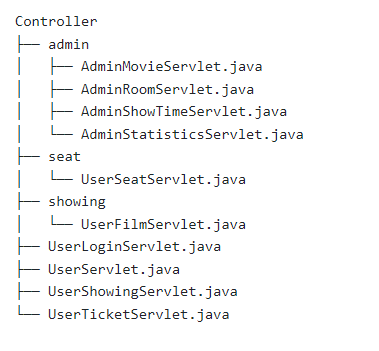 Controller
├── admin
│   ├── AdminMovieServlet.java
│   ├── AdminRoomServlet.java
│   ├── AdminShowTimeServlet.java
│   └── AdminStatisticsServlet.java
├── seat
│   └── UserSeatServlet.java
├── showing
│   └── UserFilmServlet.java
├── UserLoginServlet.java
├── UserServlet.java
├── UserShowingServlet.java
└── UserTicketServlet.java